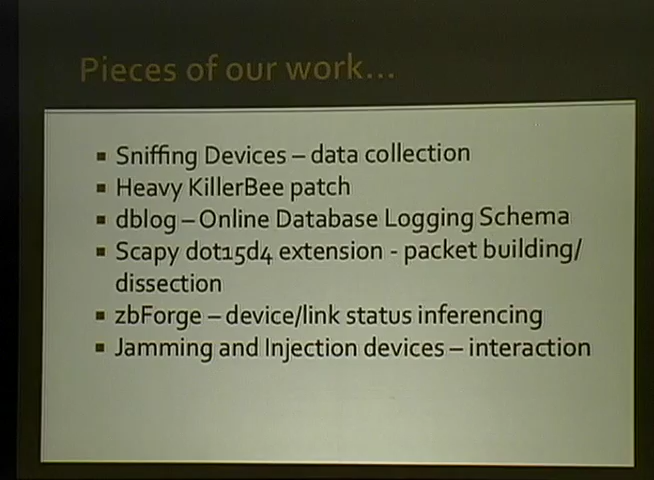 Pieces of our work...
▪ Sniffing Devices – data collection
▪ Heavy KillerBee patch
▪ dblog – Online Database Logging Schema
▪ Scapy dot15d4 extension - packet building/
dissection
▪ zbForge – device/link status inferencing
▪ Jamming and Injection devices – interaction